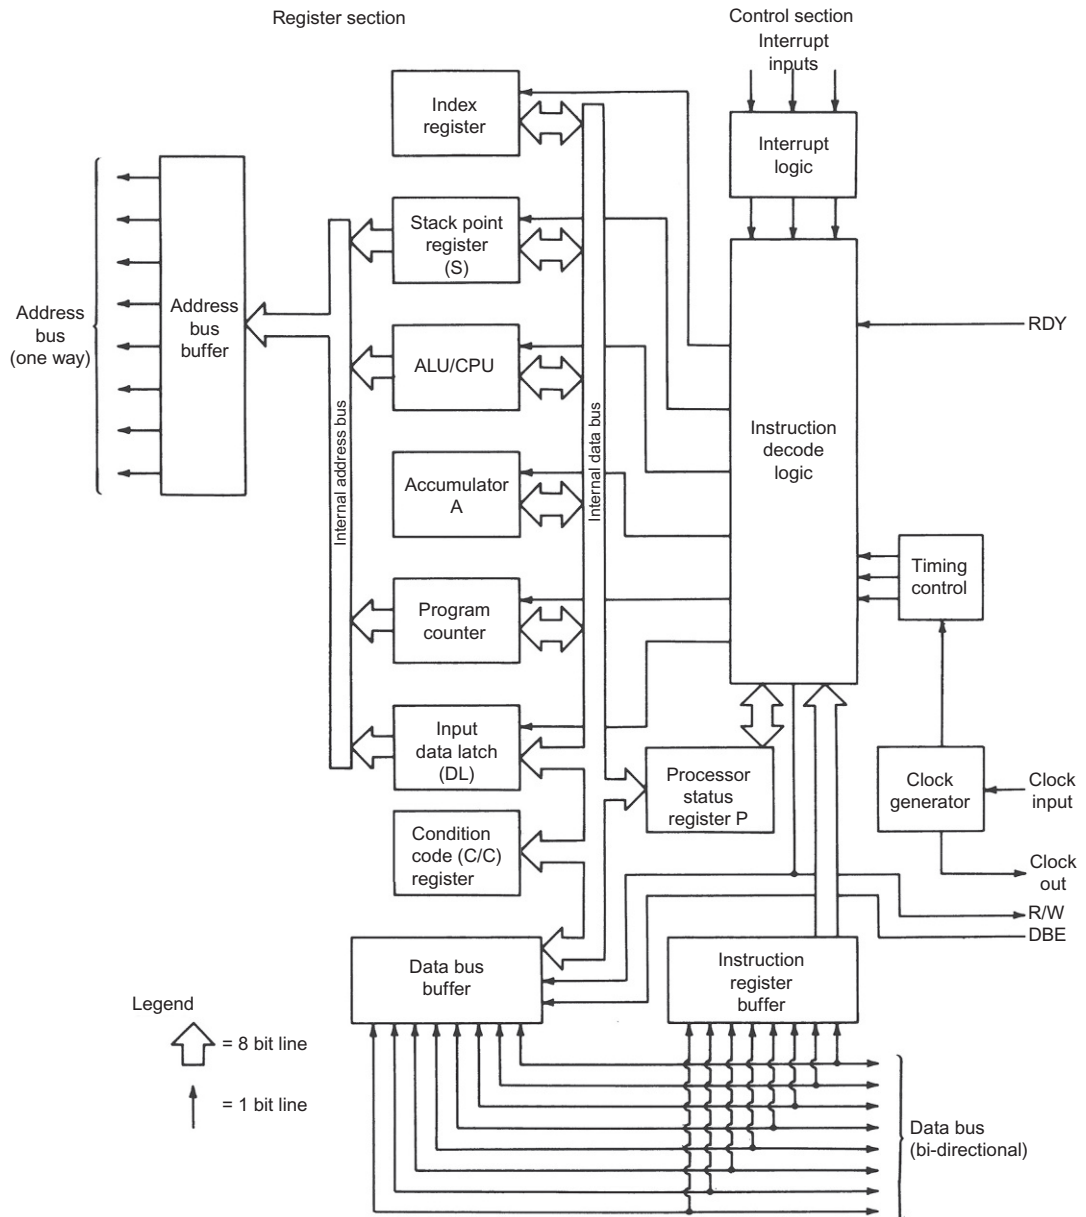 Register section
Control section
Interrupt
inputs
Index
register
Interrupt
logic
Stack point
register
(S)
Address
bus
(one way)
Address
bus
buffer
Internal address bus
Internal data bus
RDY
ALU/CPU
Instruction
decode
logic
Accumulator
A
Timing
control
Program
counter
Input
data latch
(DL)
Processor
status
register P
Clock
generator
Clock
input
Condition
code (C/C)
register
Clock
out
R/W
DBE
Data bus
buffer
Instruction
register
buffer
Legend
= 8 bit line
= 1 bit line
Data bus
(bi-directional)